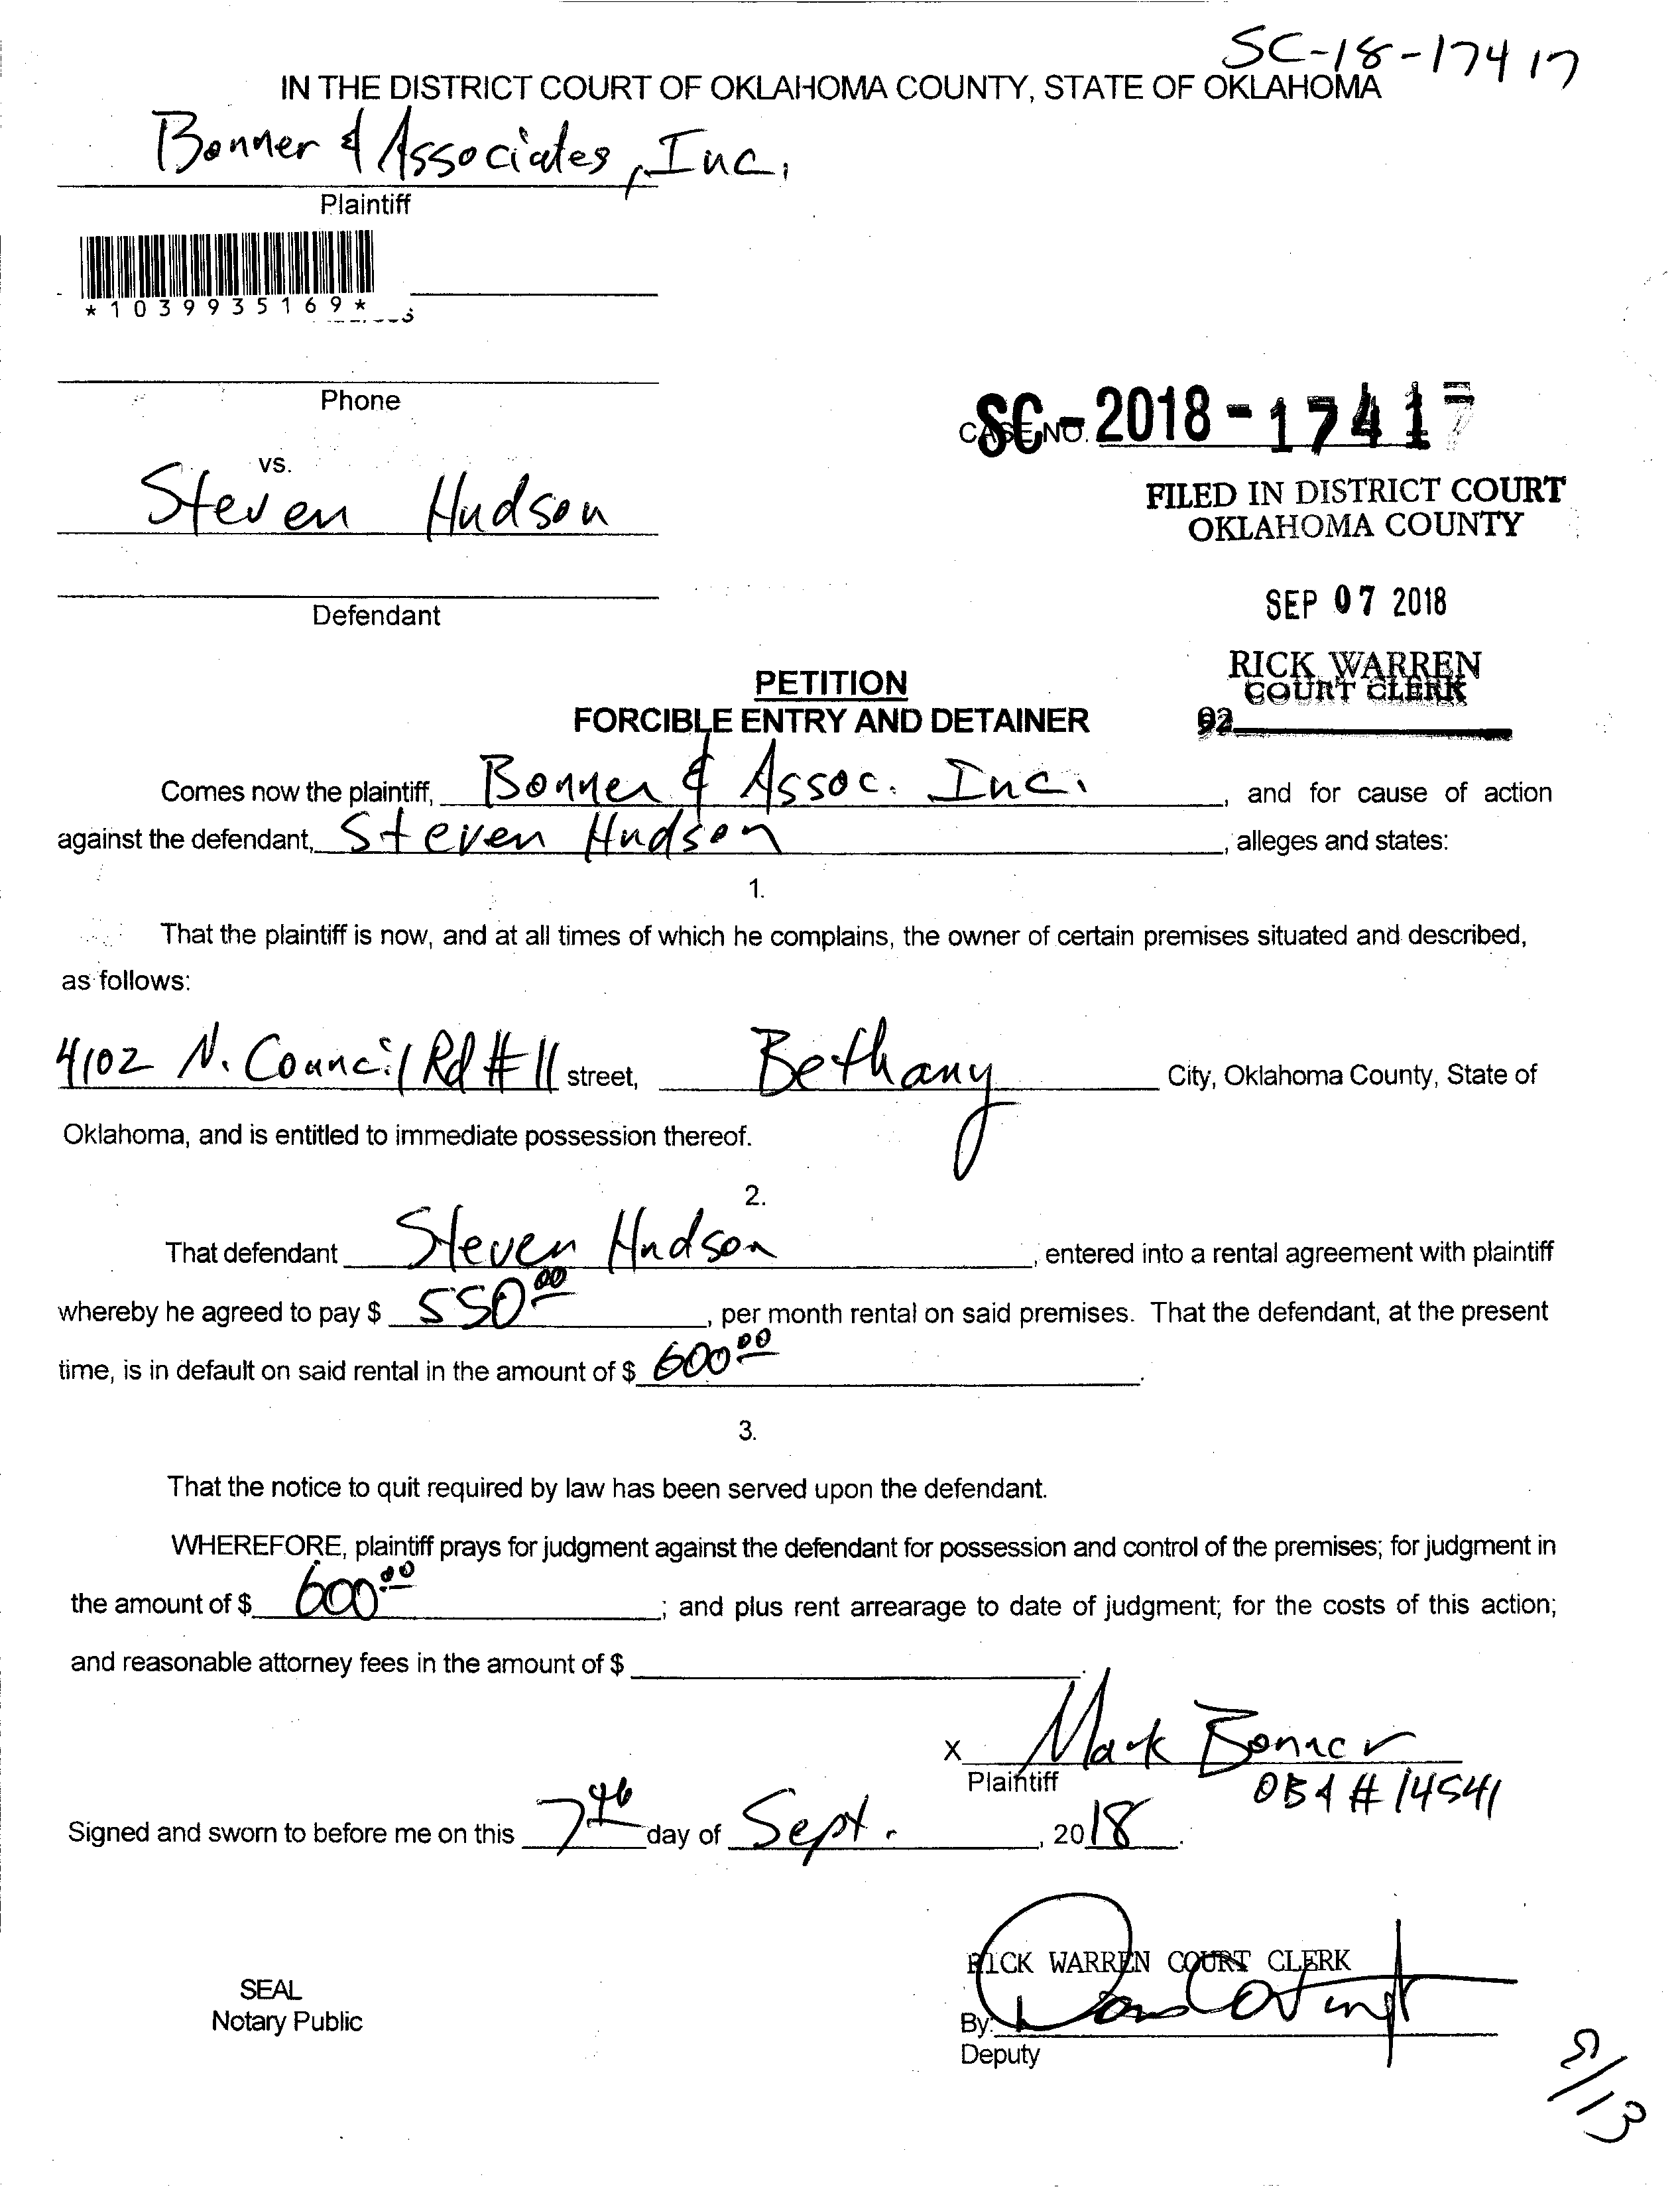 SC-18-17417
IN THE DISTRICT COURT OF OKLAHOMA COUNTY, STATE OF OKLAHOMA
Bonner & Associates, Inc.
Plaintiff
*1039935169*
Phone
CASE NO.
SC-2018-17417
vs.
Steven Hudson
FILED IN DISTRICT COURT
OKLAHOMA COUNTY
SEP 07 2018
Defendant
RICK WARREN
COURT CLERK
92
PETITION
FORCIBLE ENTRY AND DETAINER
Comes now the plaintiff, Bonner & Assoc. Inc. , and for cause of action
against the defendant, Steven Hudson , alleges and states:
1.
That the plaintiff is now, and at all times of which he complains, the owner of certain premises situated and described,
as follows:
4102 N. Council Rd #11 street, Bethany City, Oklahoma County, State of
Oklahoma, and is entitled to immediate possession thereof.
2.
That defendant Steven Hudson , entered into a rental agreement with plaintiff
whereby he agreed to pay $ 550 00 , per month rental on said premises. That the defendant, at the present
time, is in default on said rental in the amount of $ 600 00 .
3.
That the notice to quit required by law has been served upon the defendant.
WHEREFORE, plaintiff prays for judgment against the defendant for possession and control of the premises; for judgment in
the amount of $ 600 00 ; and plus rent arrearage to date of judgment; for the costs of this action;
and reasonable attorney fees in the amount of $ .
X Mark Bonner
Plaintiff
OBA # 14541
Signed and sworn to before me on this 7th day of Sept. , 2018 .
RICK WARREN COURT CLERK
SEAL
Notary Public
By:
Deputy
9/13